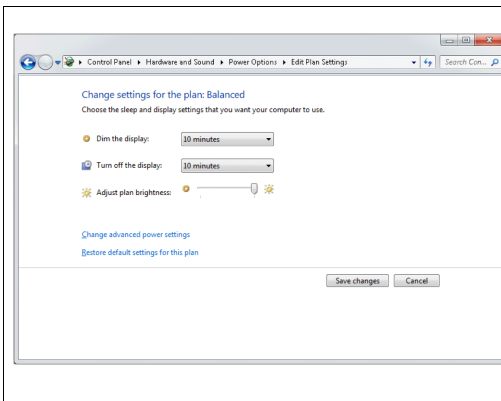 Control Panel ▸ Hardware and Sound ▸ Power Options ▸ Edit Plan Settings
Search Con...
Change settings for the plan: Balanced
Choose the sleep and display settings that you want your computer to use.
Dim the display: 10 minutes
Turn off the display: 10 minutes
Adjust plan brightness:
Change advanced power settings
Restore default settings for this plan
Save changes Cancel